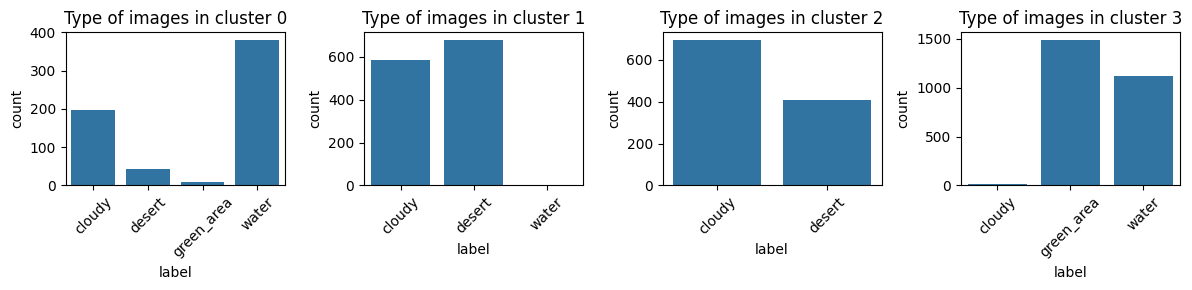 Type of images in cluster 0
400
300
200
100
0
count
cloudy
desert
green_area
water
label
Type of images in cluster 1
600
400
200
0
count
cloudy
desert
water
label
Type of images in cluster 2
600
400
200
0
count
cloudy
desert
label
Type of images in cluster 3
1500
1000
500
0
count
cloudy
green_area
water
label